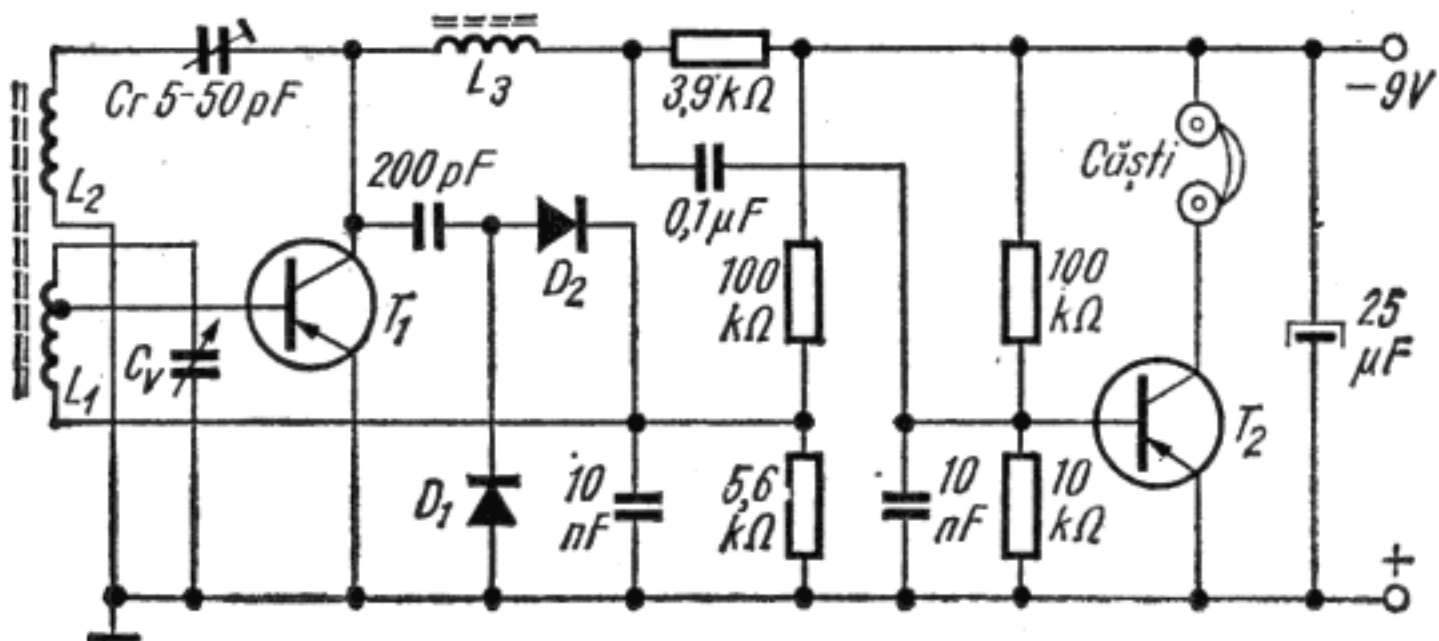 Cr 5-50pF
L3
3,9kΩ
-9V
200pF
0,1μF
Căști
L2
D2
100
kΩ
100
kΩ
25
μF
T1
Cv
L1
T2
D1
10
nF
5,6
kΩ
10
nF
10
kΩ
+